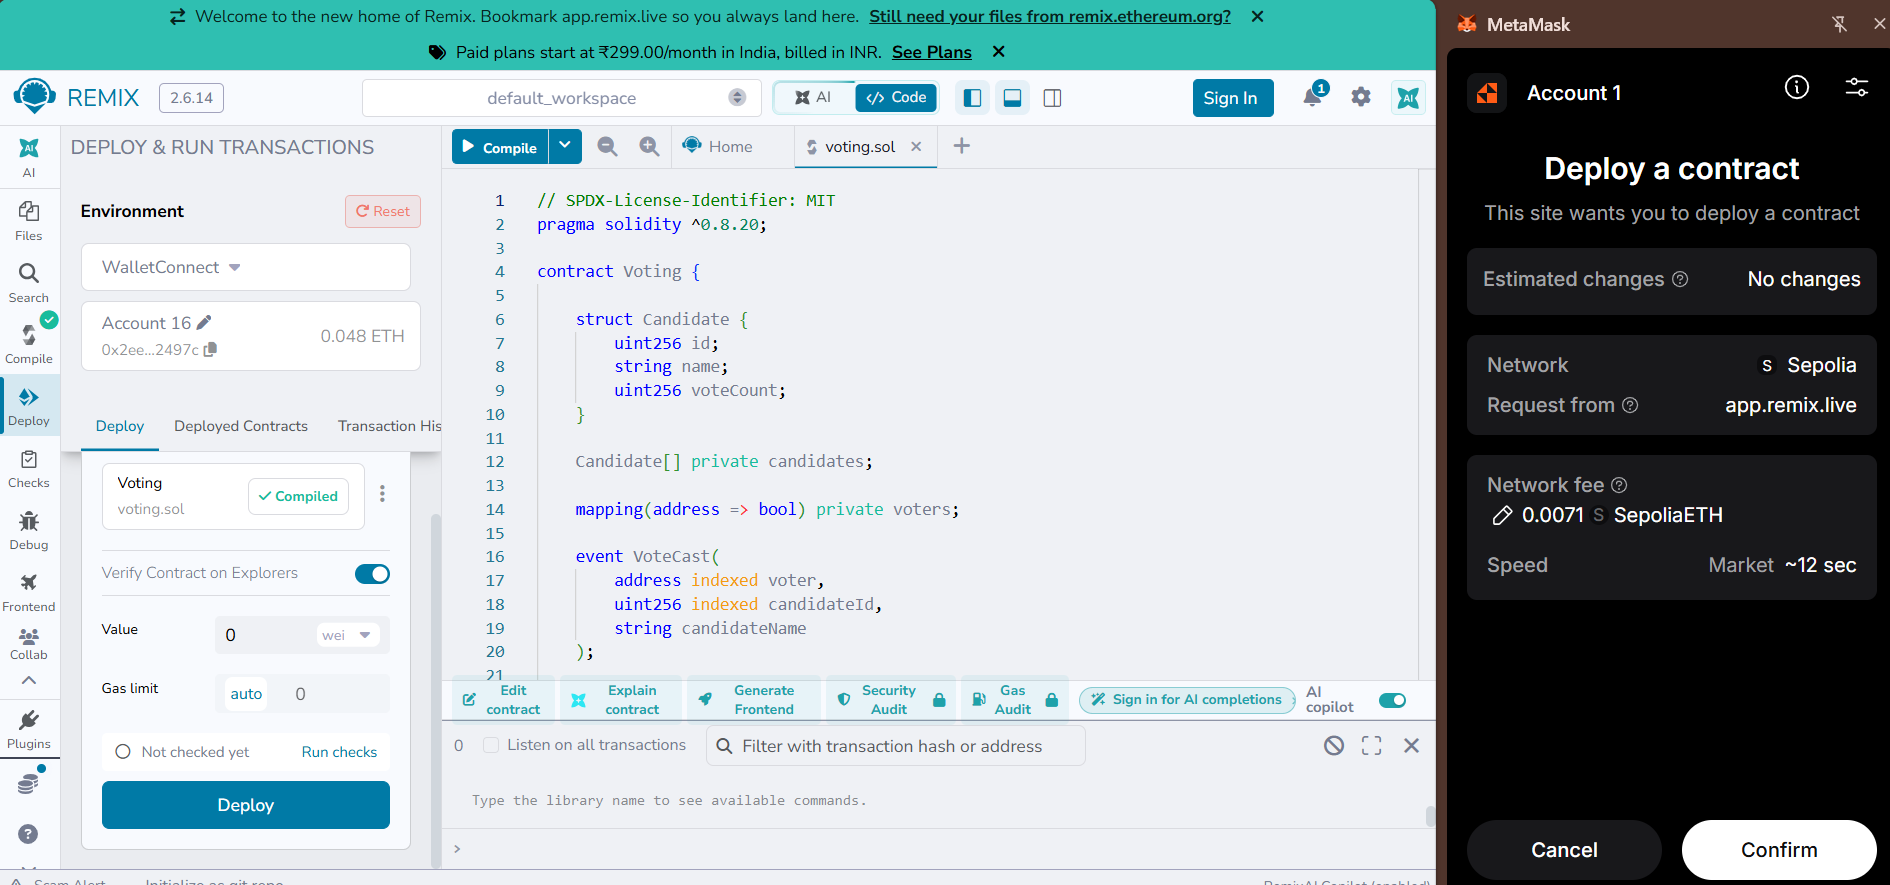 Welcome to the new home of Remix. Bookmark app.remix.live so you always land here. Still need your files from remix.ethereum.org?
Paid plans start at ₹299.00/month in India, billed in INR. See Plans
REMIX 2.6.14
default_workspace
AI </> Code
Sign In
1
AI
AI
AI
Files
Search
Compile
Deploy
Checks
Debug
Frontend
Collab
Plugins
DEPLOY & RUN TRANSACTIONS
Environment
Reset
WalletConnect
Account 16
0x2ee...2497c
0.048 ETH
Deploy Deployed Contracts Transaction His
Voting
voting.sol
Compiled
Verify Contract on Explorers
Value 0 wei
Gas limit auto 0
Not checked yet Run checks
Deploy
Compile Home voting.sol
1 // SPDX-License-Identifier: MIT
2 pragma solidity ^0.8.20;
3
4 contract Voting {
5
6 struct Candidate {
7 uint256 id;
8 string name;
9 uint256 voteCount;
10 }
11
12 Candidate[] private candidates;
13
14 mapping(address => bool) private voters;
15
16 event VoteCast(
17 address indexed voter,
18 uint256 indexed candidateId,
19 string candidateName
20 );
21
Edit contract
Explain contract
Generate Frontend
Security Audit
Gas Audit
Sign in for AI completions
AI copilot
0 Listen on all transactions
Filter with transaction hash or address
Type the library name to see available commands.
>
Scam Alert Initialize as git repo
RemixAI Copilot (enabled)
MetaMask
Account 1
Deploy a contract
This site wants you to deploy a contract
Estimated changes No changes
Network S Sepolia
Request from app.remix.live
Network fee
0.0071 S SepoliaETH
Speed Market ~12 sec
Cancel Confirm